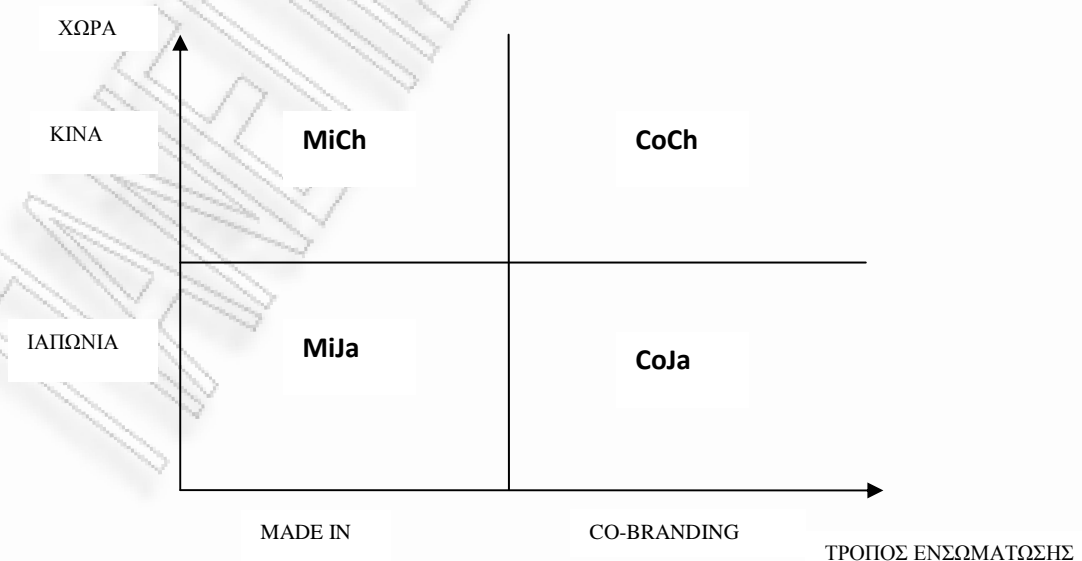 ΧΩΡΑ
ΚΙΝΑ
MiCh
CoCh
ΙΑΠΩΝΙΑ
MiJa
CoJa
MADE IN
CO-BRANDING
ΤΡΟΠΟΣ ΕΝΣΩΜΑΤΩΣΗΣ